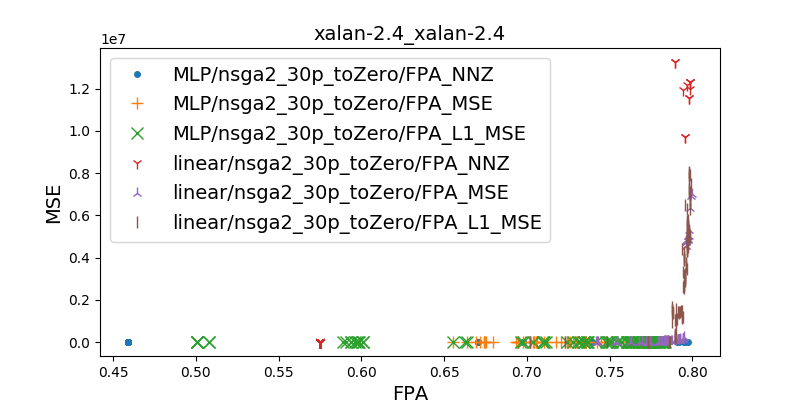 xalan-2.4_xalan-2.4
1e7
MLP/nsga2_30p_toZero/FPA_NNZ
MLP/nsga2_30p_toZero/FPA_MSE
MLP/nsga2_30p_toZero/FPA_L1_MSE
linear/nsga2_30p_toZero/FPA_NNZ
linear/nsga2_30p_toZero/FPA_MSE
linear/nsga2_30p_toZero/FPA_L1_MSE
MSE
1.2
1.0
0.8
0.6
0.4
0.2
0.0
0.45 0.50 0.55 0.60 0.65 0.70 0.75 0.80
FPA